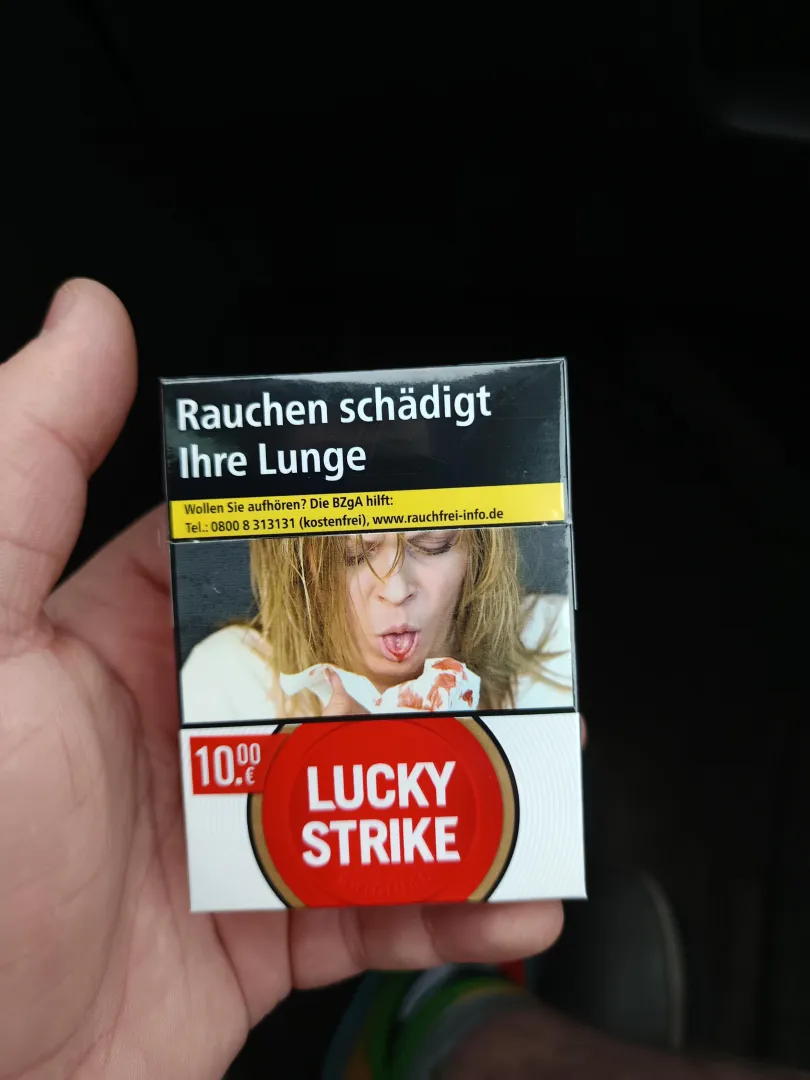 Rauchen schädigt
Ihre Lunge
Wollen Sie aufhören? Die BZgA hilft:
Tel.: 0800 8 313131 (kostenfrei), www.rauchfrei-info.de
10.00 €
LUCKY
STRIKE